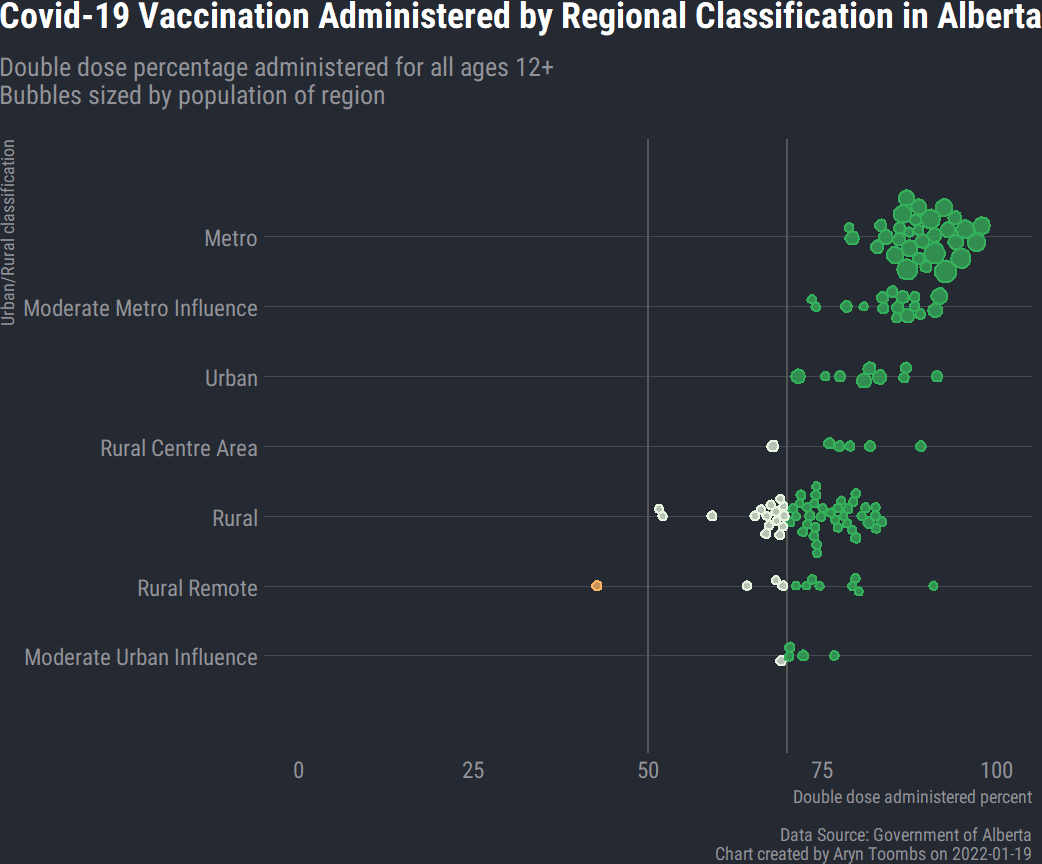 Covid-19 Vaccination Administered by Regional Classification in Alberta
Double dose percentage administered for all ages 12+
Bubbles sized by population of region
Urban/Rural classification
Metro
Moderate Metro Influence
Urban
Rural Centre Area
Rural
Rural Remote
Moderate Urban Influence
0 25 50 75 100
Double dose administered percent
Data Source: Government of Alberta
Chart created by Aryn Toombs on 2022-01-19